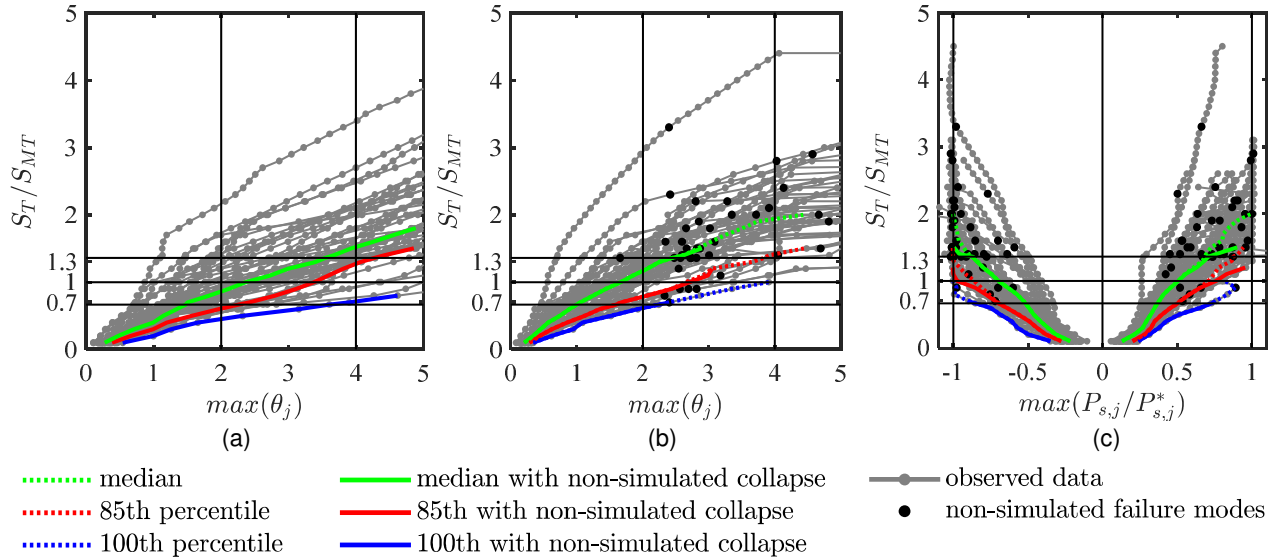 5
4
3
2
1.3
1
0.7
0
S_T/S_MT
0 1 2 3 4 5
max(θ_j)
(a)
5
4
3
2
1.3
1
0.7
0
S_T/S_MT
0 1 2 3 4 5
max(θ_j)
(b)
5
4
3
2
1.3
1
0.7
0
S_T/S_MT
-1 -0.5 0 0.5 1
max(P_s,j/P*_s,j)
(c)
median
85th percentile
100th percentile
median with non-simulated collapse
85th with non-simulated collapse
100th with non-simulated collapse
observed data
non-simulated failure modes